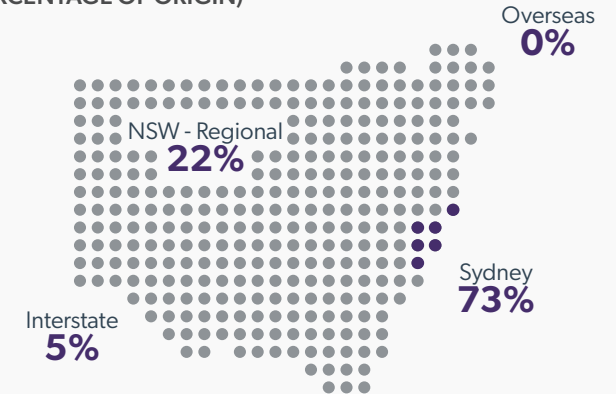 Overseas
0%
NSW - Regional
22%
Sydney
73%
Interstate
5%